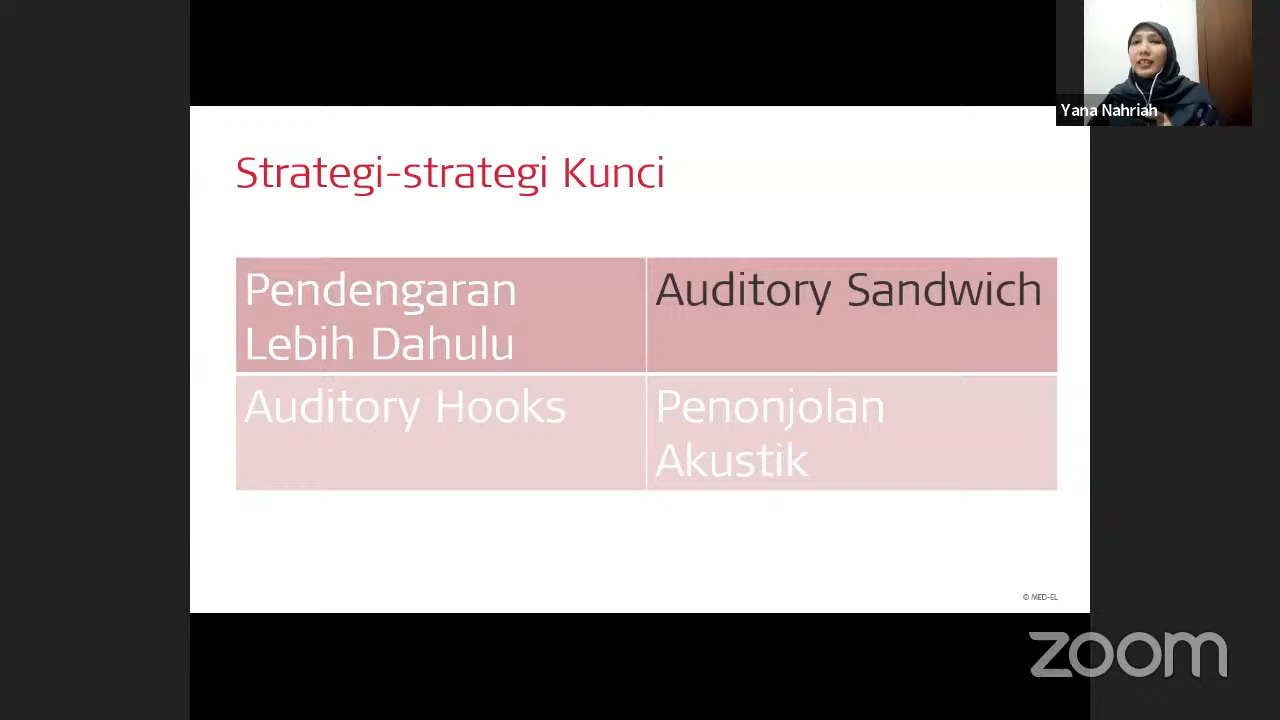 Yana Nahriah
Strategi-strategi Kunci
Pendengaran
Lebih Dahulu
Auditory Sandwich
Auditory Hooks
Penonjolan
Akustik
© MED-EL
zoom